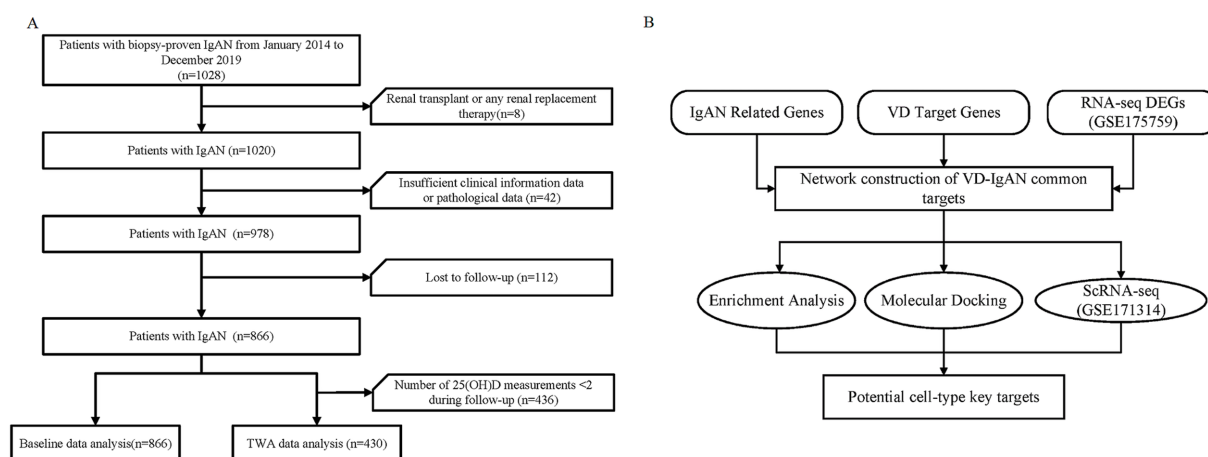 A
Patients with biopsy-proven IgAN from January 2014 to
December 2019
(n=1028)
Renal transplant or any renal replacement
therapy(n=8)
Patients with IgAN (n=1020)
Insufficient clinical information data
or pathological data (n=42)
Patients with IgAN (n=978)
Lost to follow-up (n=112)
Patients with IgAN (n=866)
Number of 25(OH)D measurements <2
during follow-up (n=436)
Baseline data analysis(n=866)
TWA data analysis (n=430)
B
IgAN Related Genes
VD Target Genes
RNA-seq DEGs
(GSE175759)
Network construction of VD-IgAN common
targets
Enrichment Analysis
Molecular Docking
ScRNA-seq
(GSE171314)
Potential cell-type key targets